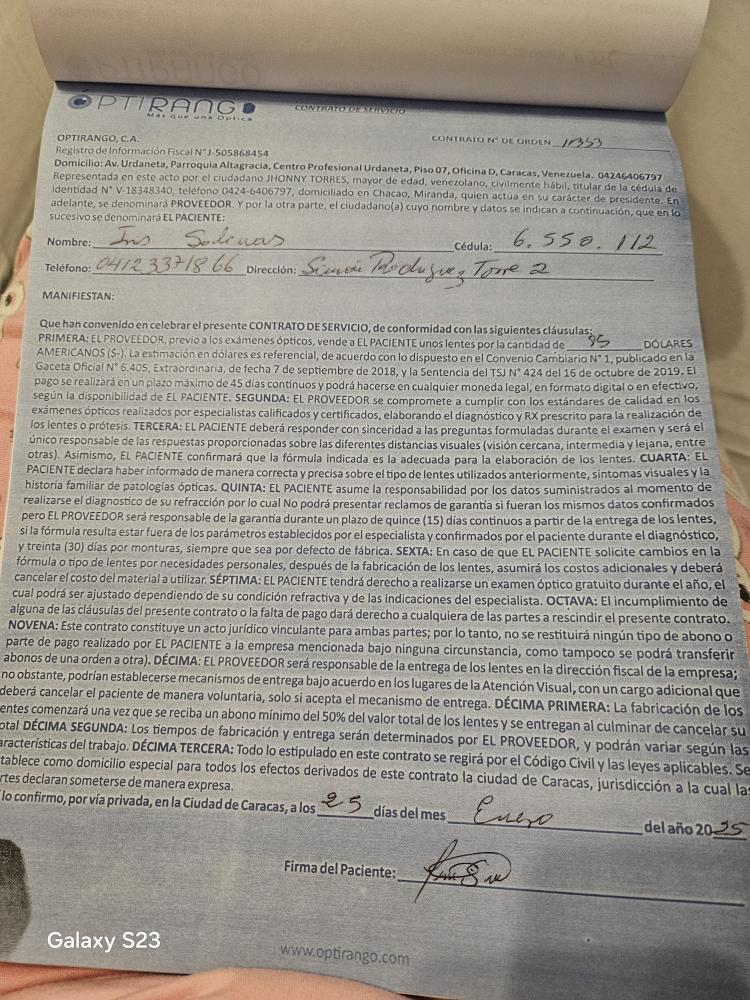 OPTIRANGO
Más que una Optica
CONTRATO DE SERVICIO
CONTRATO N° DE ORDEN 11353
OPTIRANGO, C.A.
Registro de Información Fiscal N°J-505868454
Domicilio: Av. Urdaneta, Parroquia Altagracia, Centro Profesional Urdaneta, Piso 07, Oficina D, Caracas, Venezuela. 04246406797
Representada en este acto por el ciudadano JHONNY TORRES, mayor de edad, venezolano, civilmente hábil, titular de la cédula de
identidad N° V-18348340, teléfono 0424-6406797, domiciliado en Chacao, Miranda, quien actúa en su carácter de presidente. En
adelante, se denominará PROVEEDOR. Y por la otra parte, el ciudadano(a) cuyo nombre y datos se indican a continuación, que en lo
sucesivo se denominará EL PACIENTE:
Nombre: Iris Salinas Cédula: 6.550.112
Teléfono: 04123371866 Dirección: Simón Rodriguez Torre 2
MANIFIESTAN:
Que han convenido en celebrar el presente CONTRATO DE SERVICIO, de conformidad con las siguientes cláusulas:
PRIMERA: EL PROVEEDOR, previo a los exámenes ópticos, vende a EL PACIENTE unos lentes por la cantidad de 95 DÓLARES
AMERICANOS ($-). La estimación en dólares es referencial, de acuerdo con lo dispuesto en el Convenio Cambiario N° 1, publicado en la
Gaceta Oficial N° 6.405, Extraordinaria, de fecha 7 de septiembre de 2018, y la Sentencia del TSJ N° 424 del 16 de octubre de 2019. El
pago se realizará en un plazo máximo de 45 días continuos y podrá hacerse en cualquier moneda legal, en formato digital o en efectivo,
según la disponibilidad de EL PACIENTE. SEGUNDA: EL PROVEEDOR se compromete a cumplir con los estándares de calidad en los
exámenes ópticos realizados por especialistas calificados y certificados, elaborando el diagnóstico y RX prescrito para la realización de
los lentes o prótesis. TERCERA: EL PACIENTE deberá responder con sinceridad a las preguntas formuladas durante el examen y será el
único responsable de las respuestas proporcionadas sobre las diferentes distancias visuales (visión cercana, intermedia y lejana, entre
otras). Asimismo, EL PACIENTE confirmará que la fórmula indicada es la adecuada para la elaboración de los lentes. CUARTA: EL
PACIENTE declara haber informado de manera correcta y precisa sobre el tipo de lentes utilizados anteriormente, síntomas visuales y la
historia familiar de patologías ópticas. QUINTA: EL PACIENTE asume la responsabilidad por los datos suministrados al momento de
realizarse el diagnostico de su refracción por lo cual No podrá presentar reclamos de garantía si fueran los mismos datos confirmados
pero EL PROVEEDOR será responsable de la garantía durante un plazo de quince (15) días continuos a partir de la entrega de los lentes,
si la fórmula resulta estar fuera de los parámetros establecidos por el especialista y confirmados por el paciente durante el diagnóstico,
y treinta (30) días por monturas, siempre que sea por defecto de fábrica. SEXTA: En caso de que EL PACIENTE solicite cambios en la
fórmula o tipo de lentes por necesidades personales, después de la fabricación de los lentes, asumirá los costos adicionales y deberá
cancelar el costo del material a utilizar. SÉPTIMA: EL PACIENTE tendrá derecho a realizarse un examen óptico gratuito durante el año, el
cual podrá ser ajustado dependiendo de su condición refractiva y de las indicaciones del especialista. OCTAVA: El incumplimiento de
alguna de las cláusulas del presente contrato o la falta de pago dará derecho a cualquiera de las partes a rescindir el presente contrato.
NOVENA: Este contrato constituye un acto jurídico vinculante para ambas partes; por lo tanto, no se restituirá ningún tipo de abono o
parte de pago realizado por EL PACIENTE a la empresa mencionada bajo ninguna circunstancia, como tampoco se podrá transferir
abonos de una orden a otra). DÉCIMA: EL PROVEEDOR será responsable de la entrega de los lentes en la dirección fiscal de la empresa;
no obstante, podrían establecerse mecanismos de entrega bajo acuerdo en los lugares de la Atención Visual, con un cargo adicional que
deberá cancelar el paciente de manera voluntaria, solo si acepta el mecanismo de entrega. DÉCIMA PRIMERA: La fabricación de los
entes comenzará una vez que se reciba un abono mínimo del 50% del valor total de los lentes y se entregan al culminar de cancelar su
otal DÉCIMA SEGUNDA: Los tiempos de fabricación y entrega serán determinados por EL PROVEEDOR, y podrán variar según las
aracterísticas del trabajo. DÉCIMA TERCERA: Todo lo estipulado en este contrato se regirá por el Código Civil y las leyes aplicables. Se
tablece como domicilio especial para todos los efectos derivados de este contrato la ciudad de Caracas, jurisdicción a la cual las
rtes declaran someterse de manera expresa.
lo confirmo, por vía privada, en la Ciudad de Caracas, a los 25 días del mes Enero del año 2025
Firma del Paciente:
www.optirango.com
Galaxy S23